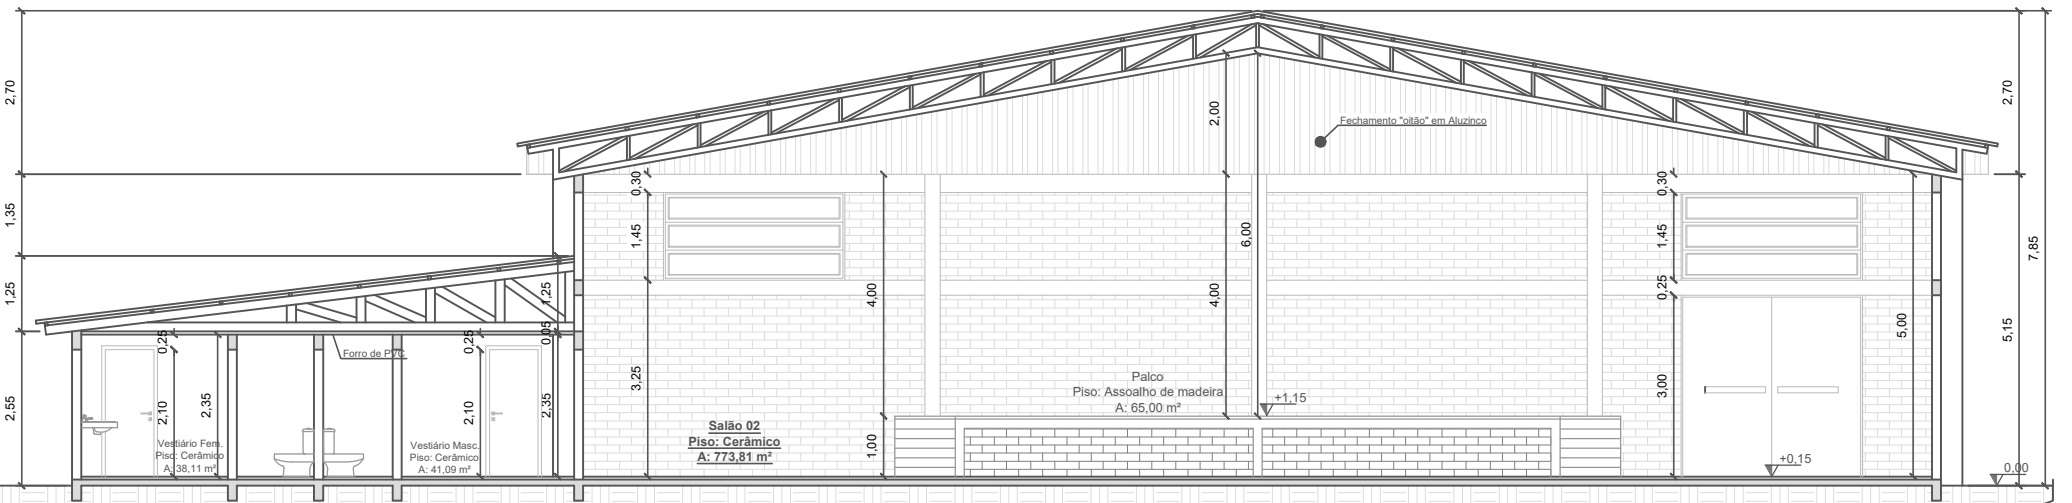 2,70
1,35
1,25
2,55
2,70
7,85
5,15
2,00
Fechamento "oitão" em Aluzinco
0,30
1,45
3,25
4,00
1,00
6,00
4,00
0,30
1,45
0,25
3,00
5,00
1,25
0,05
0,25
0,25
Forro de PVC
2,10
2,35
2,10
2,35
Vestiário Fem.
Piso: Cerâmico
A: 38,11 m²
Vestiário Masc.
Piso: Cerâmico
A: 41,09 m²
Salão 02
Piso: Cerâmico
A: 773,81 m²
Palco
Piso: Assoalho de madeira
A: 65,00 m²
+1,15
+0,15
0,00